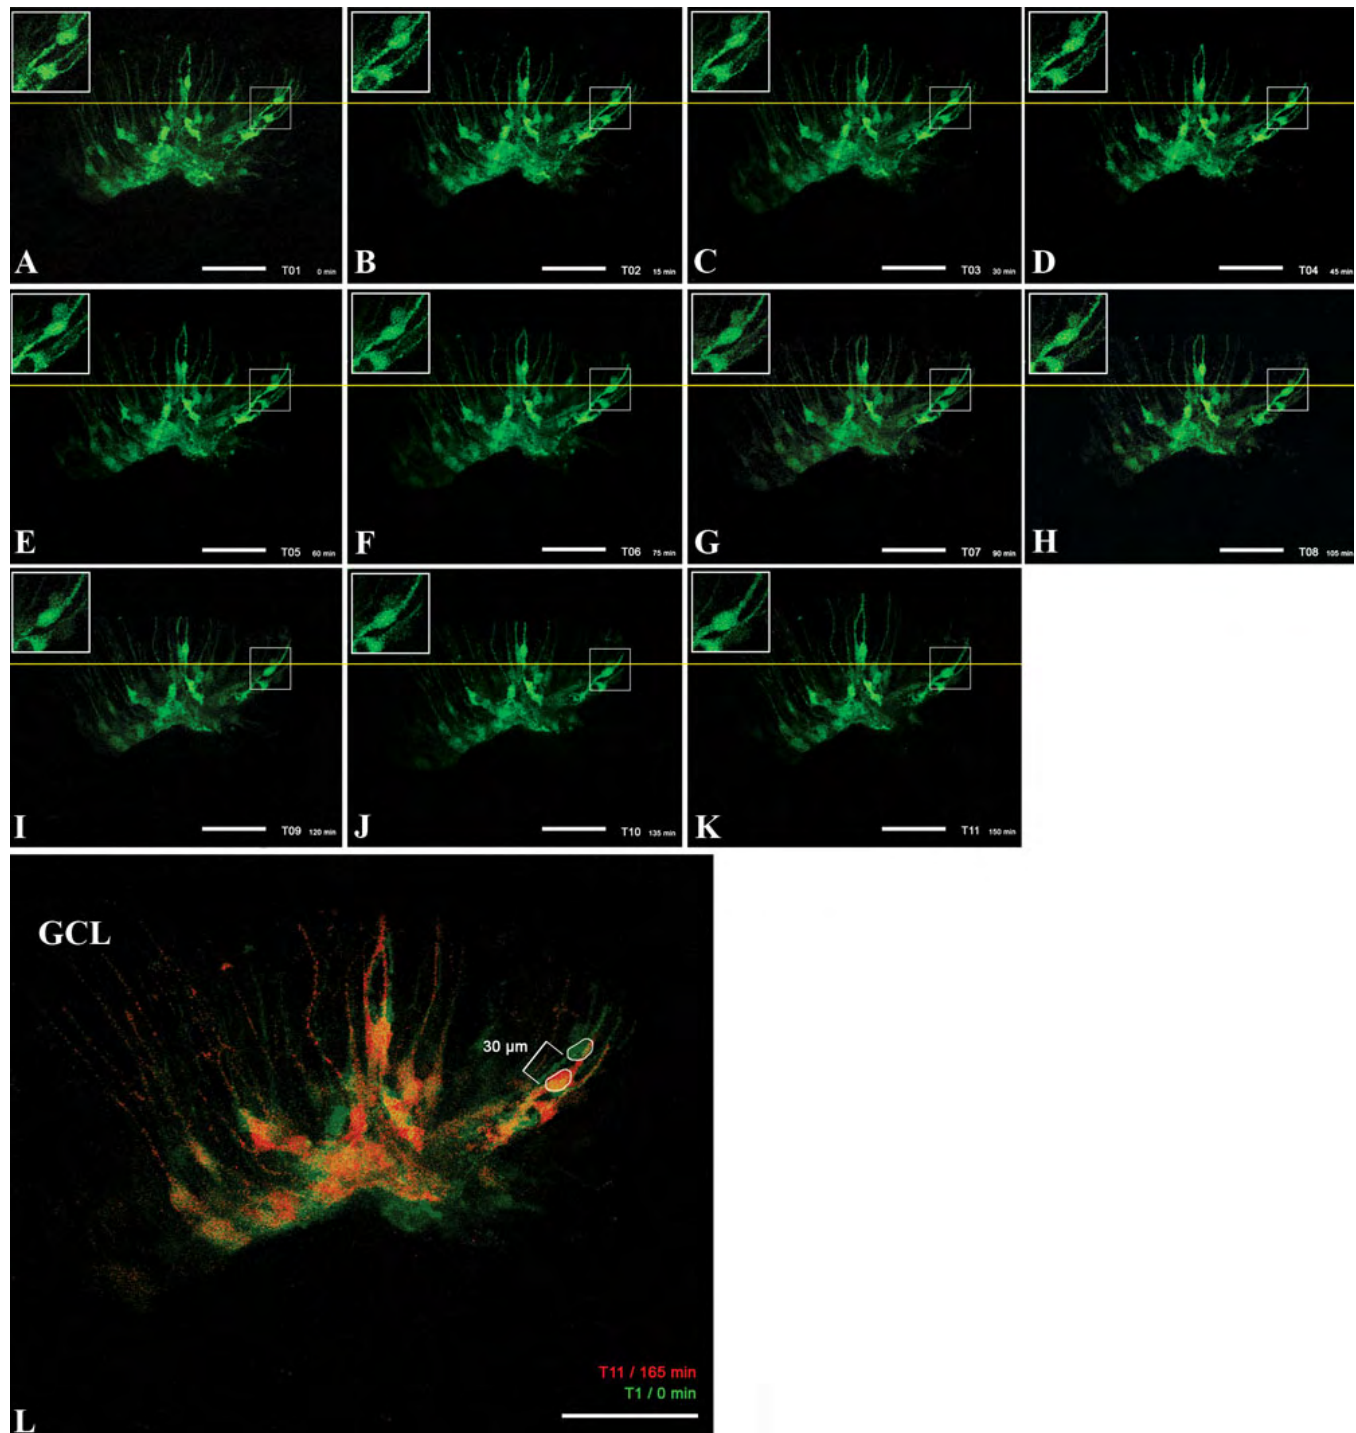 A T01 0 min
B T02 15 min
C T03 30 min
D T04 45 min
E T05 60 min
F T06 75 min
G T07 90 min
H T08 105 min
I T09 120 min
J T10 135 min
K T11 150 min
GCL
30 µm
T11 / 165 min
T1 / 0 min
L